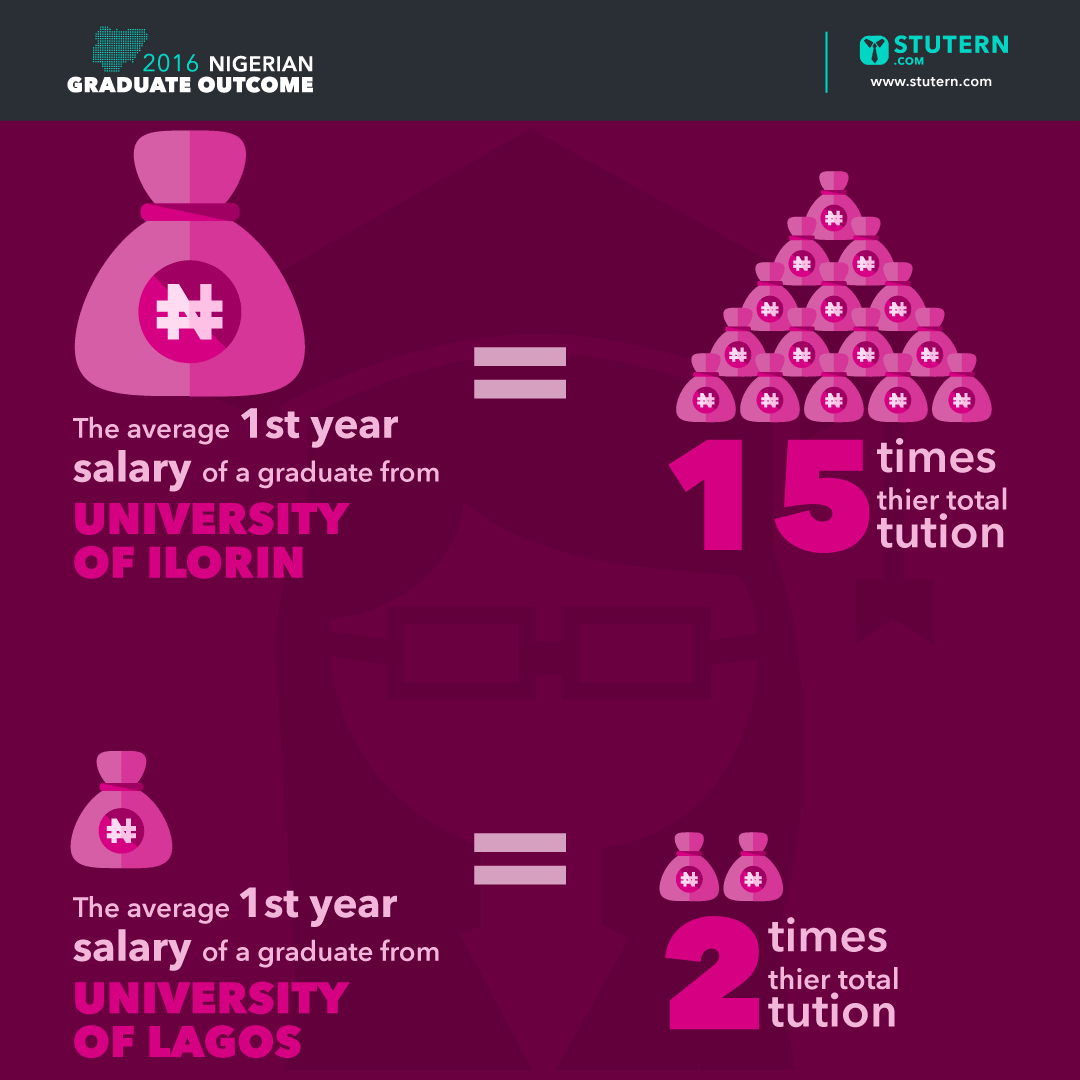 2016 NIGERIAN
GRADUATE OUTCOME
STUTERN
.COM
www.stutern.com
The average 1st year
salary of a graduate from
UNIVERSITY
OF ILORIN
15 times
thier total
tution
The average 1st year
salary of a graduate from
UNIVERSITY
OF LAGOS
2 times
thier total
tution